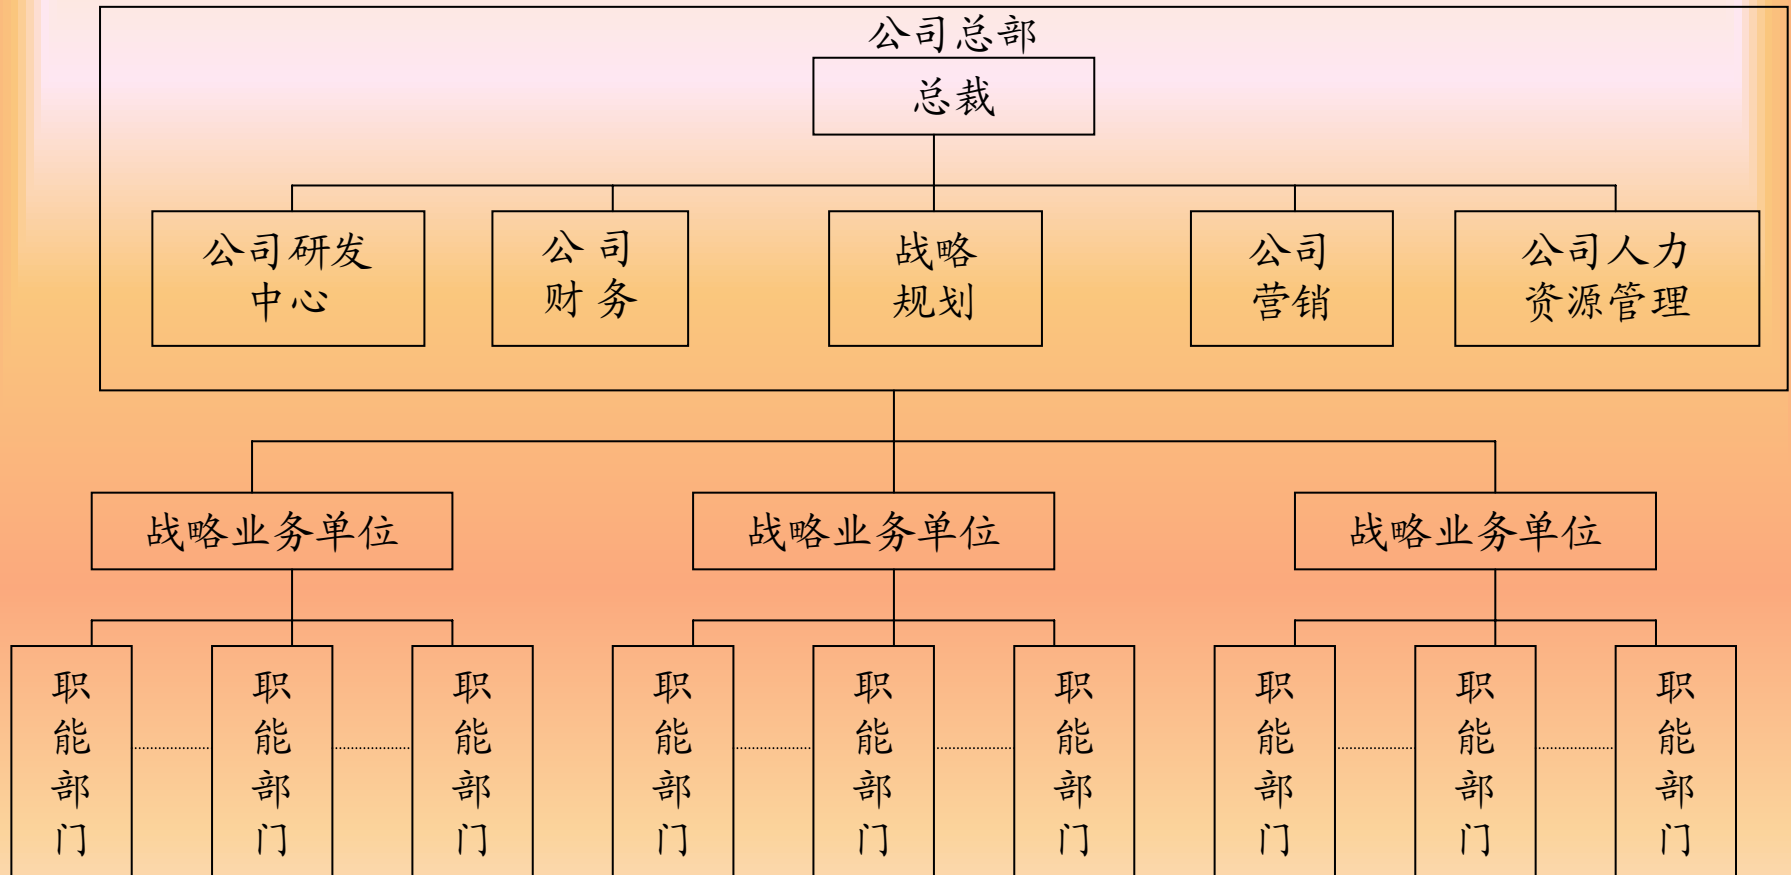 公司总部
总裁
公司研发
中心
公 司
财 务
战略
规划
公司
营销
公司人力
资源管理
战略业务单位
战略业务单位
战略业务单位
职能部门
职能部门
职能部门
职能部门
职能部门
职能部门
职能部门
职能部门
职能部门